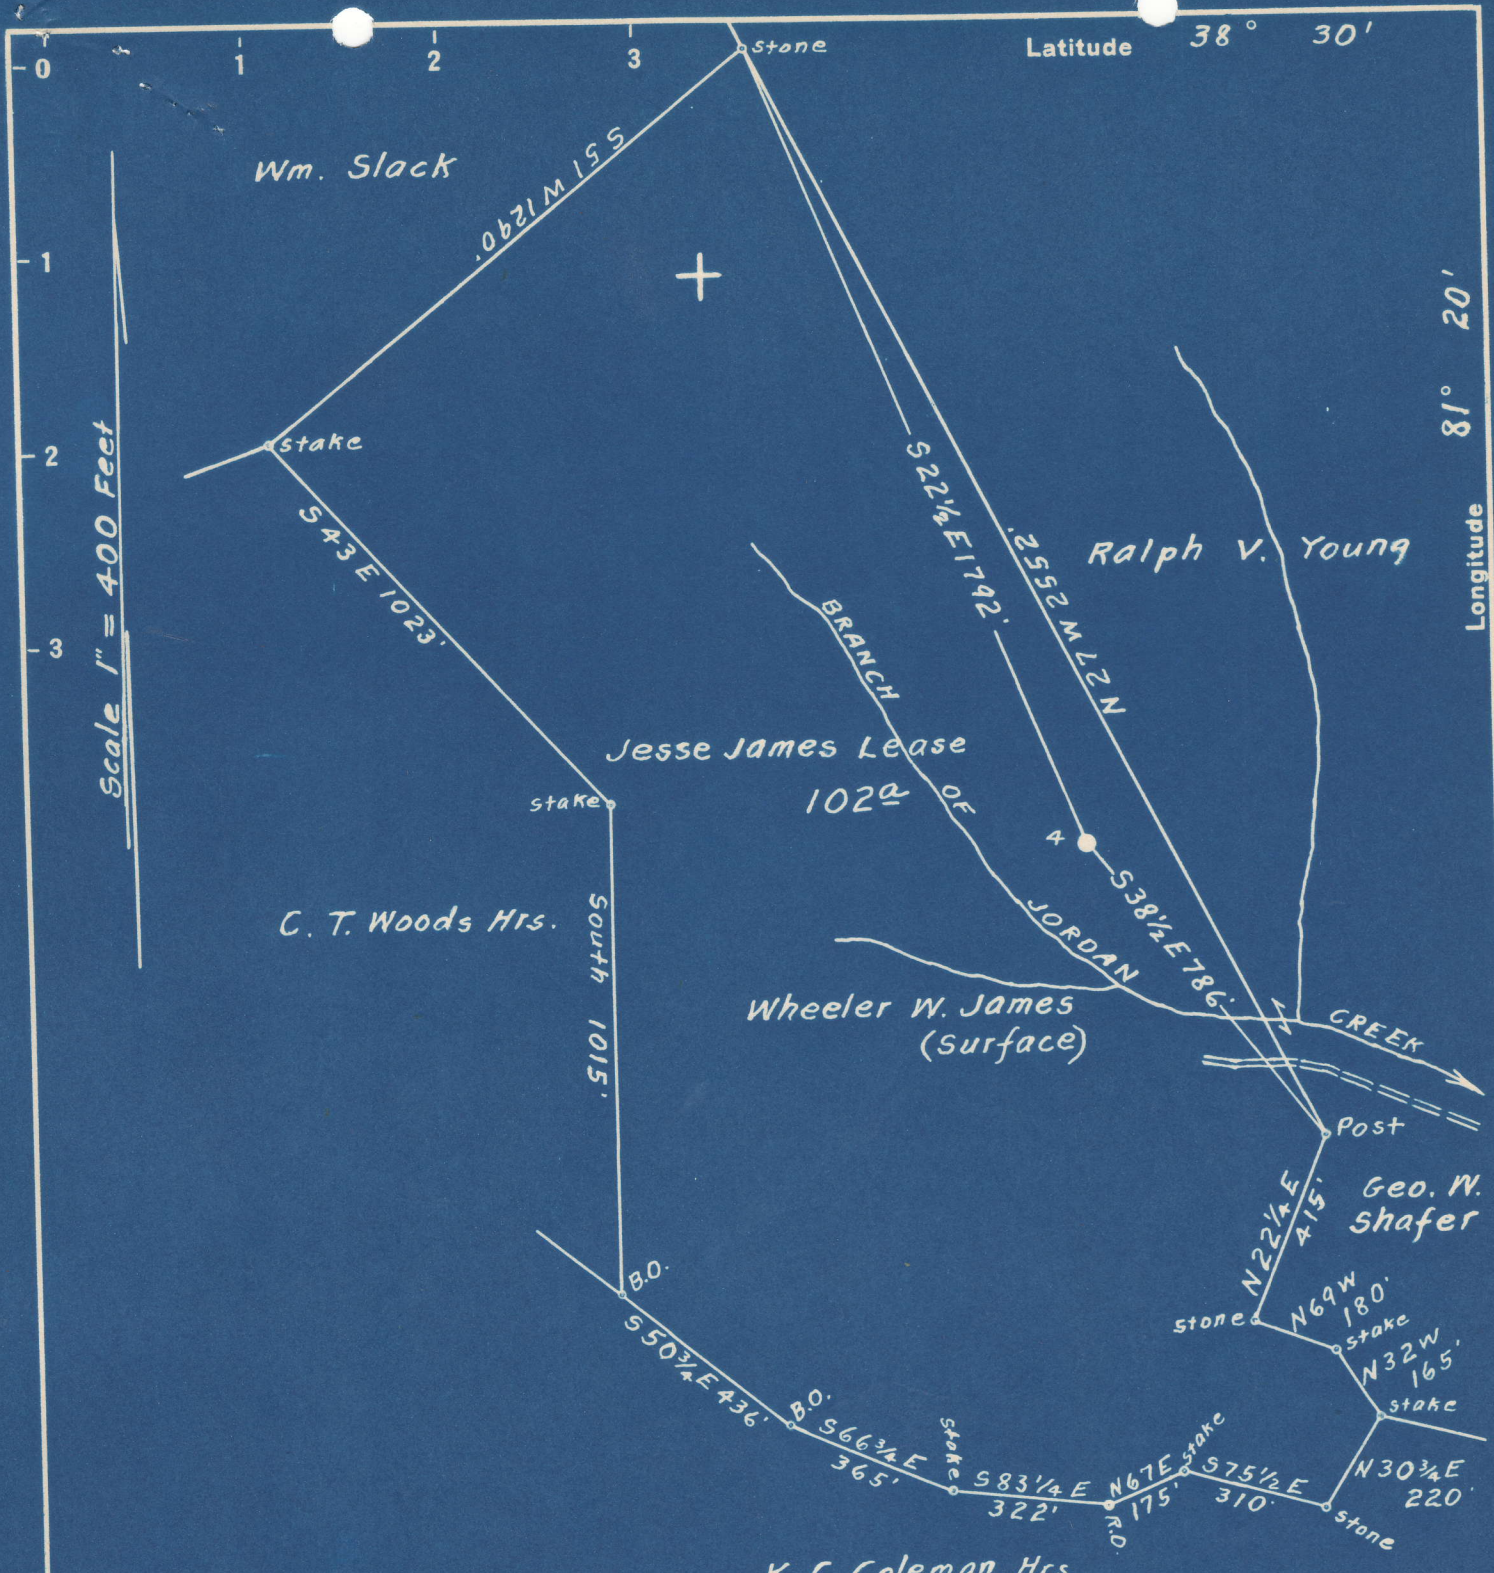 Latitude 38° 30'
0 1 2 3
stone
Wm. Slack
S 51 W 1290'
1
81° 20'
Longitude
2
3
stake
Scale 1" = 400 Feet
S 43 E 1023'
S 22½ E 1792'
N 27 W 2552'
Ralph V. Young
BRANCH OF JORDAN CREEK
Jesse James Lease
102a
stake
4
S 38½ E 786'
C. T. Woods Hrs.
South 1015'
Wheeler W. James
(Surface)
Post
Geo. W.
Shafer
N 22¼ E
415'
B.O.
stone
N 69 W
180'
stake
N 32 W
165'
stake
S 50¾ E 436'
B.O.
S 66¾ E
365'
stake
S 83¼ E
322'
R.O
N 67 E
175'
stake
S 75½ E
310'
stone
N 30¾ E
220'
Coleman Hrs.